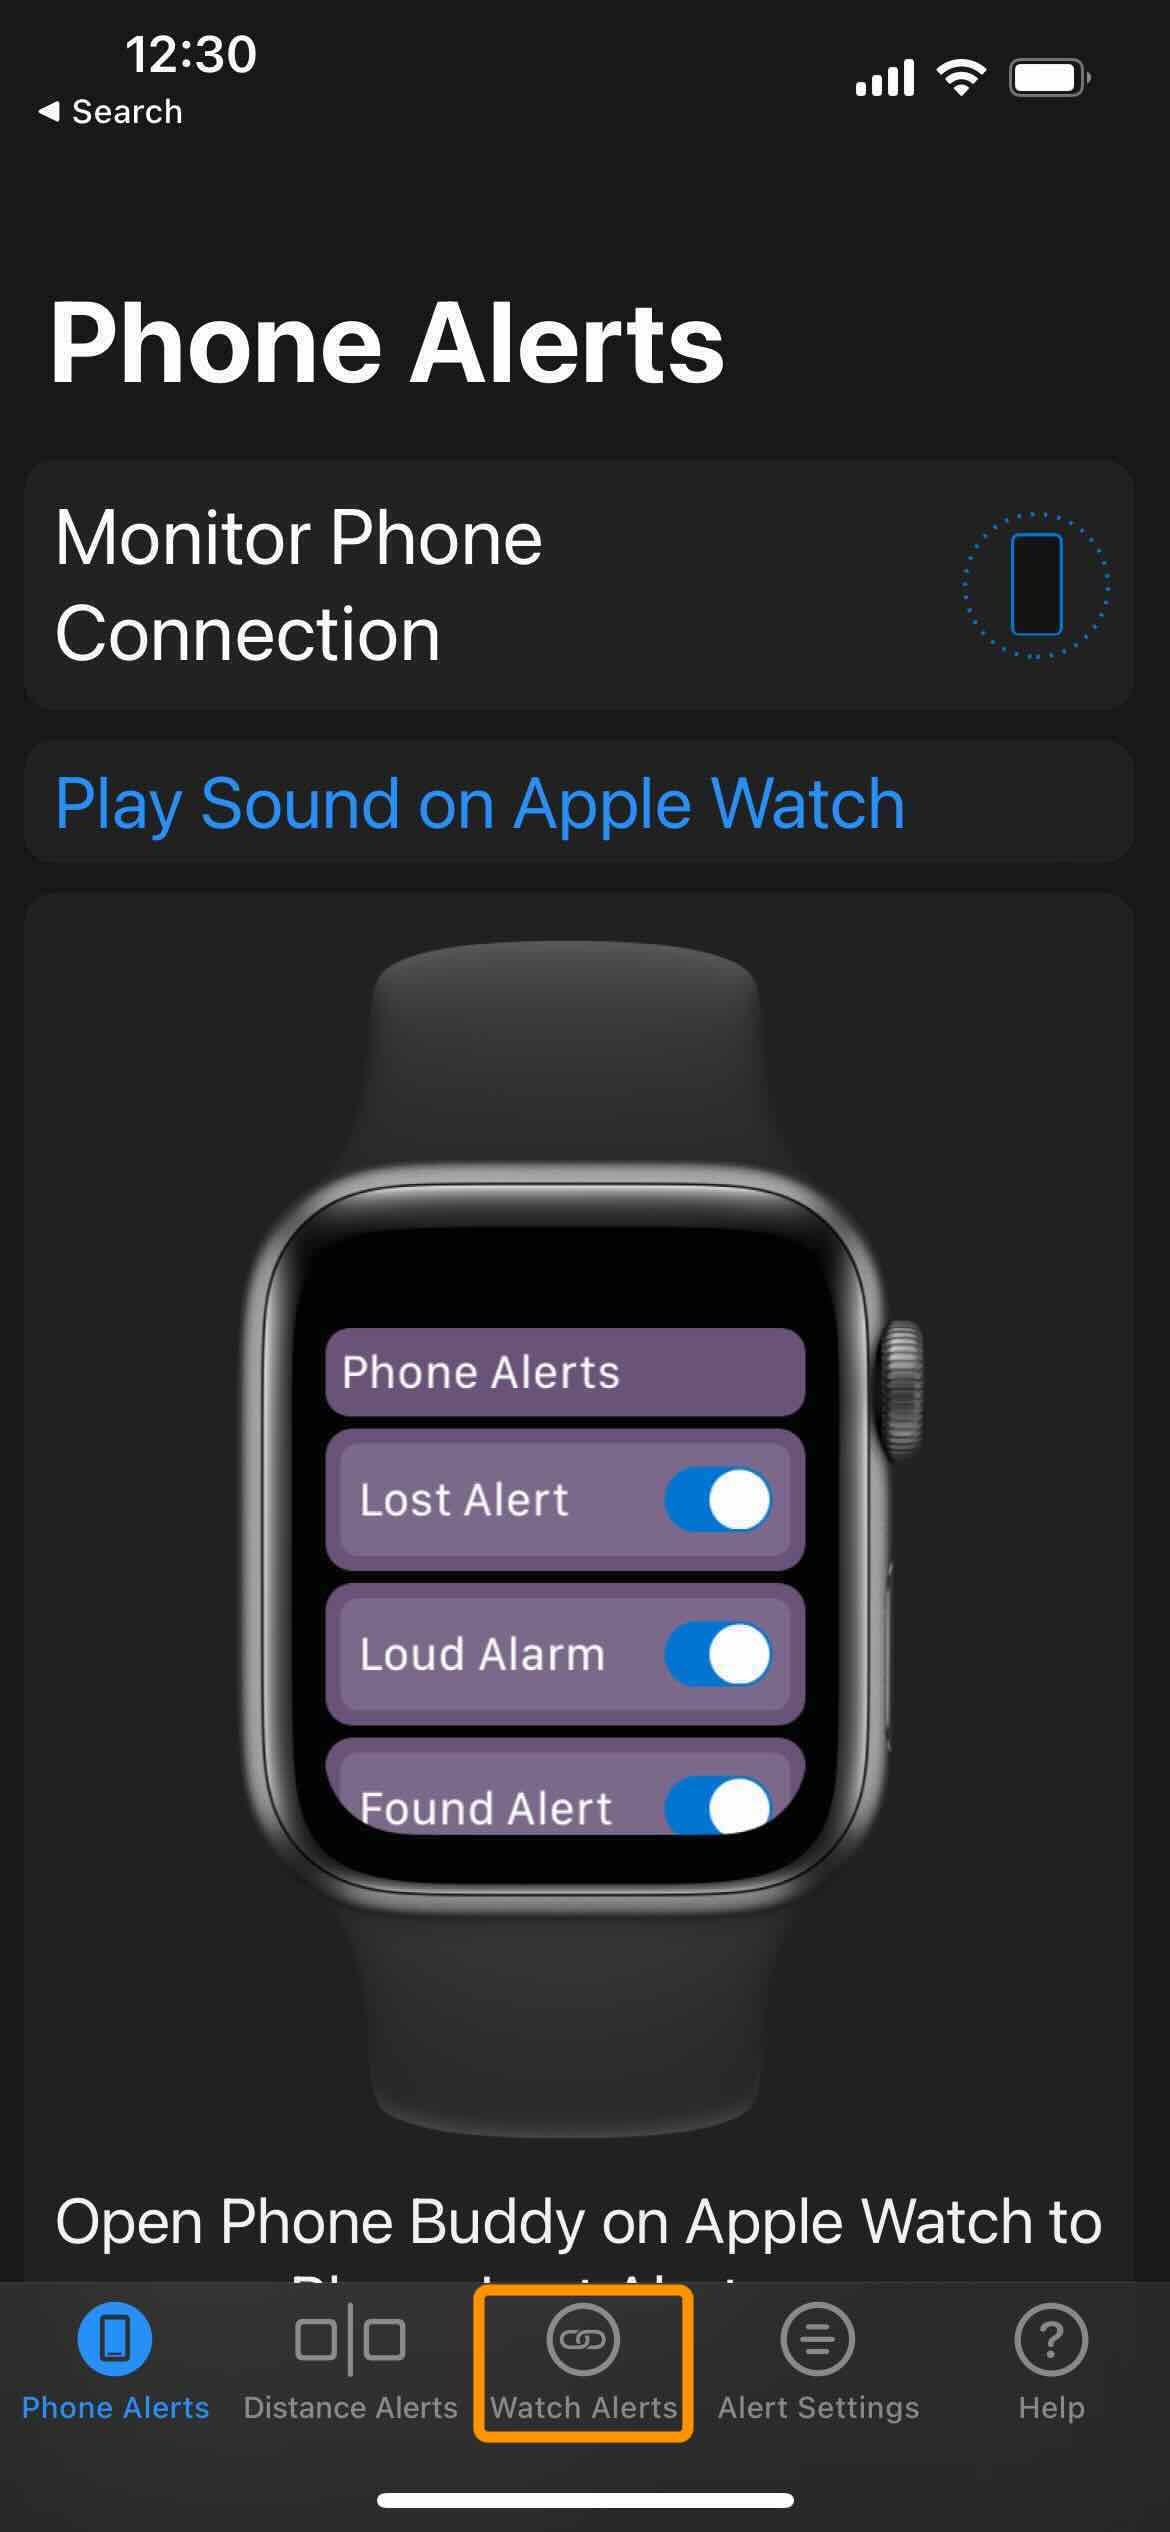 12:30
Search
Phone Alerts
Monitor Phone
Connection
Play Sound on Apple Watch
Phone Alerts
Lost Alert
Loud Alarm
Found Alert
Open Phone Buddy on Apple Watch to
Phone Alerts
Distance Alerts
Watch Alerts
Alert Settings
Help